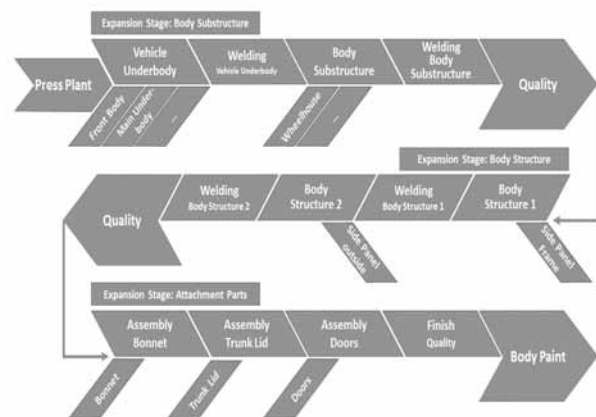 Expansion Stage: Body Substructure
Press Plant
Vehicle
Underbody
Welding
Vehicle Underbody
Body
Substructure
Welding
Body
Substructure
Quality
Front Body
Main Under-
body
...
Wheelhouse
...
Expansion Stage: Body Structure
Quality
Welding
Body Structure 2
Body
Structure 2
Welding
Body Structure 1
Body
Structure 1
Side Panel
outside
Side Panel
Frame
Expansion Stage: Attachment Parts
Assembly
Bonnet
Assembly
Trunk Lid
Assembly
Doors
Finish
Quality
Body Paint
Bonnet
Trunk Lid
Doors